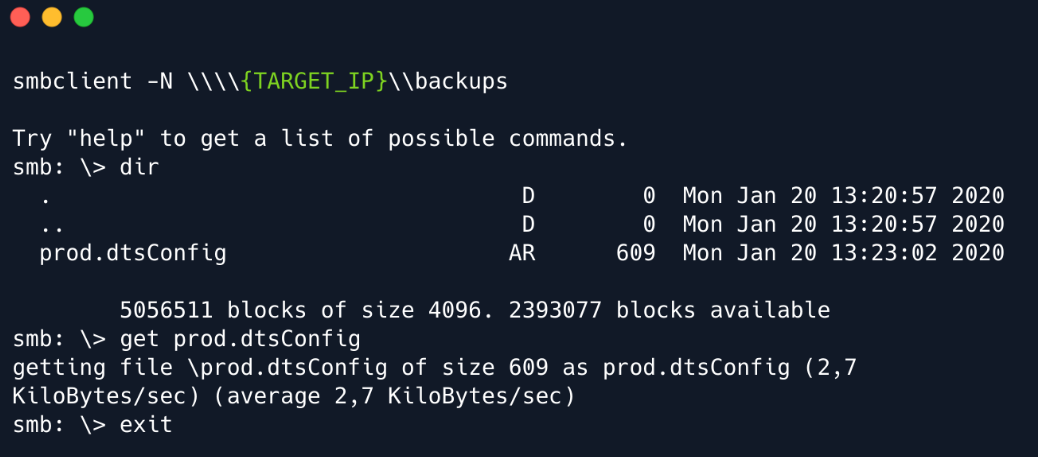 smbclient -N \\\\{TARGET_IP}\\backups
Try "help" to get a list of possible commands.
smb: \> dir
. D 0 Mon Jan 20 13:20:57 2020
.. D 0 Mon Jan 20 13:20:57 2020
prod.dtsConfig AR 609 Mon Jan 20 13:23:02 2020
5056511 blocks of size 4096. 2393077 blocks available
smb: \> get prod.dtsConfig
getting file \prod.dtsConfig of size 609 as prod.dtsConfig (2,7
KiloBytes/sec) (average 2,7 KiloBytes/sec)
smb: \> exit